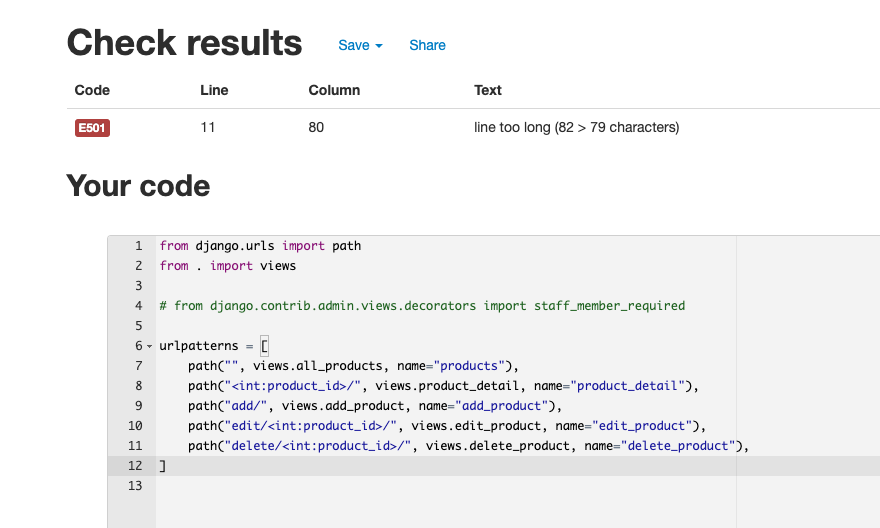 Check results Save Share
Code Line Column Text
E501 11 80 line too long (82 > 79 characters)
Your code
1 from django.urls import path
2 from . import views
3
4 # from django.contrib.admin.views.decorators import staff_member_required
5
6 urlpatterns = [
7     path("", views.all_products, name="products"),
8     path("<int:product_id>/", views.product_detail, name="product_detail"),
9     path("add/", views.add_product, name="add_product"),
10     path("edit/<int:product_id>/", views.edit_product, name="edit_product"),
11     path("delete/<int:product_id>/", views.delete_product, name="delete_product"),
12 ]
13